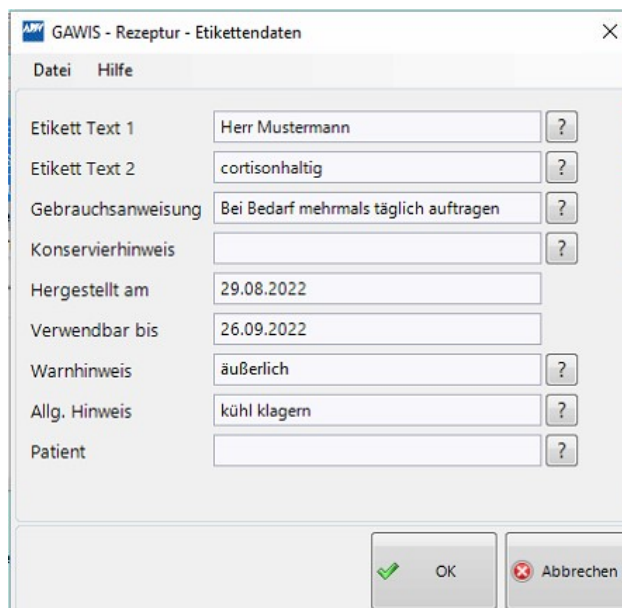 GAWIS - Rezeptur - Etikettendaten
Datei Hilfe
Etikett Text 1 Herr Mustermann ?
Etikett Text 2 cortisonhaltig ?
Gebrauchsanweisung Bei Bedarf mehrmals täglich auftragen ?
Konservierhinweis ?
Hergestellt am 29.08.2022
Verwendbar bis 26.09.2022
Warnhinweis äußerlich ?
Allg. Hinweis kühl klagern ?
Patient ?
OK Abbrechen